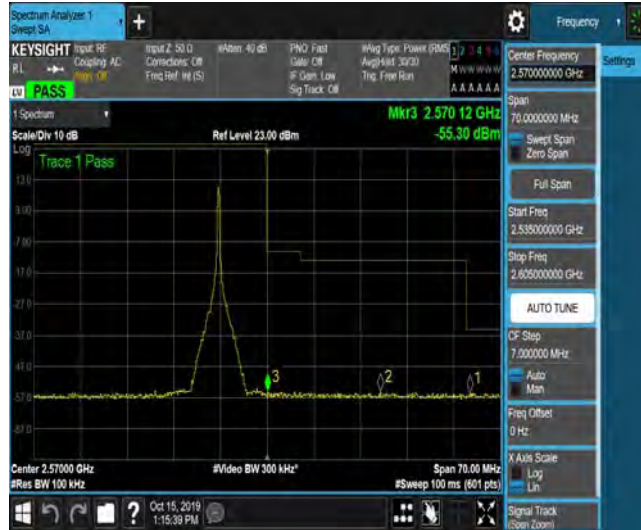 Spectrum Analyzer 1
Swept SA
Frequency
KEYSIGHT
RL
Input: RF
Coupling: AC
Input Z: 50 Ω
Corrections: Off
Freq Ref: Int (S)
#Atten: 40 dB
PNO: Fast
Gate: Off
IF Gain: Low
Sig Track: Off
#Avg Type: Power (RMS
Avg|Hold: 30/30
Trig: Free Run
1 2 3 4 5 6
M W W W W W
A A A A A A
LV PASS
1 Spectrum
Scale/Div 10 dB
Ref Level 23.00 dBm
Mkr3 2.570 12 GHz
-55.30 dBm
Log
Trace 1 Pass
13.0
3.00
-7.00
-17.0
-27.0
-37.0
-47.0
-57.0
-67.0
3
2
1
Center 2.57000 GHz
#Res BW 100 kHz
#Video BW 300 kHz*
Span 70.00 MHz
#Sweep 100 ms (601 pts)
?
Oct 15, 2019
1:15:39 PM
Center Frequency
2.570000000 GHz
Settings
Span
70.0000000 MHz
Swept Span
Zero Span
Full Span
Start Freq
2.535000000 GHz
Stop Freq
2.605000000 GHz
AUTO TUNE
CF Step
7.000000 MHz
Auto
Man
Freq Offset
0 Hz
X Axis Scale
Log
Lin
Signal Track
(Span Zoom)